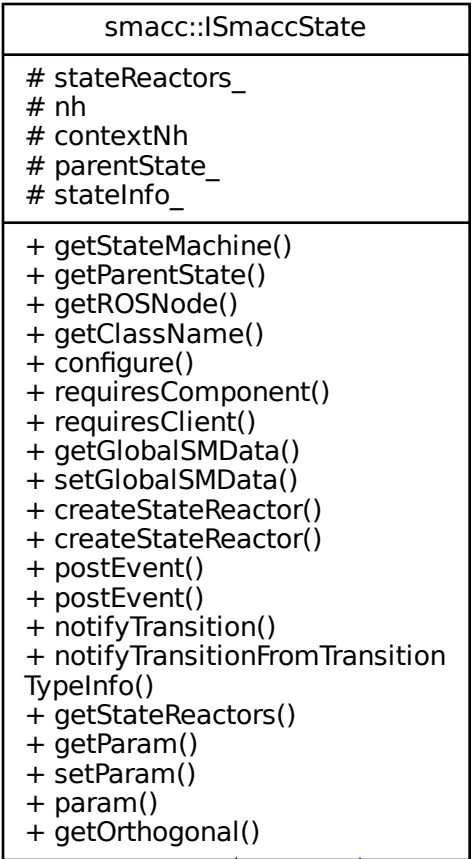 smacc::ISmaccState
# stateReactors_
# nh
# contextNh
# parentState_
# stateInfo_
+ getStateMachine()
+ getParentState()
+ getROSNode()
+ getClassName()
+ configure()
+ requiresComponent()
+ requiresClient()
+ getGlobalSMData()
+ setGlobalSMData()
+ createStateReactor()
+ createStateReactor()
+ postEvent()
+ postEvent()
+ notifyTransition()
+ notifyTransitionFromTransition
TypeInfo()
+ getStateReactors()
+ getParam()
+ setParam()
+ param()
+ getOrthogonal()